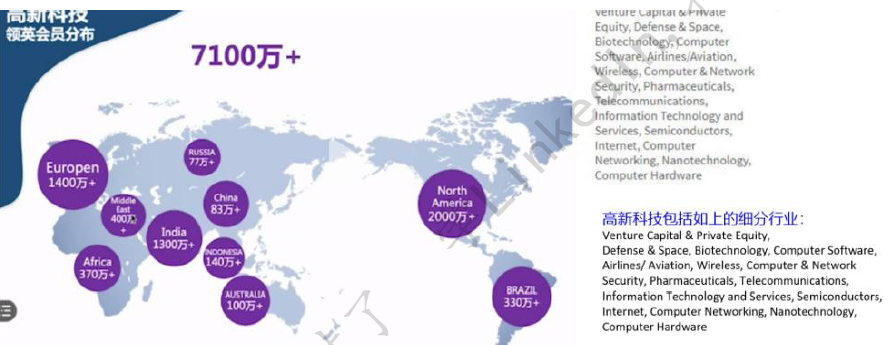 高新科技
领英会员分布
7100万+
Europen
1400万+
RUSSIA
77万+
Middle
East
400万
+
China
83万+
India
1300万+
INDONESIA
140万+
Africa
370万+
AUSTRALIA
100万+
North
America
2000万+
BRAZIL
330万+
Venture Capital & Private
Equity, Defense & Space,
Biotechnology, Computer
Software, Airlines/Aviation,
Wireless, Computer & Network
Security, Pharmaceuticals,
Telecommunications,
Information Technology and
Services, Semiconductors,
Internet, Computer
Networking, Nanotechnology,
Computer Hardware
高新科技包括如上的细分行业：
Venture Capital & Private Equity,
Defense & Space, Biotechnology, Computer Software,
Airlines/ Aviation, Wireless, Computer & Network
Security, Pharmaceuticals, Telecommunications,
Information Technology and Services, Semiconductors,
Internet, Computer Networking, Nanotechnology,
Computer Hardware
LinkedIn
了